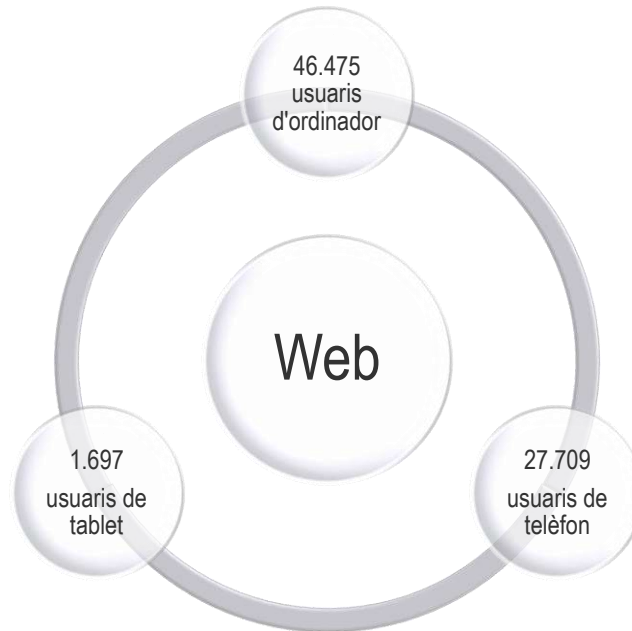 46.475
usuaris
d'ordinador
Web
1.697
usuaris de
tablet
27.709
usuaris de
telèfon